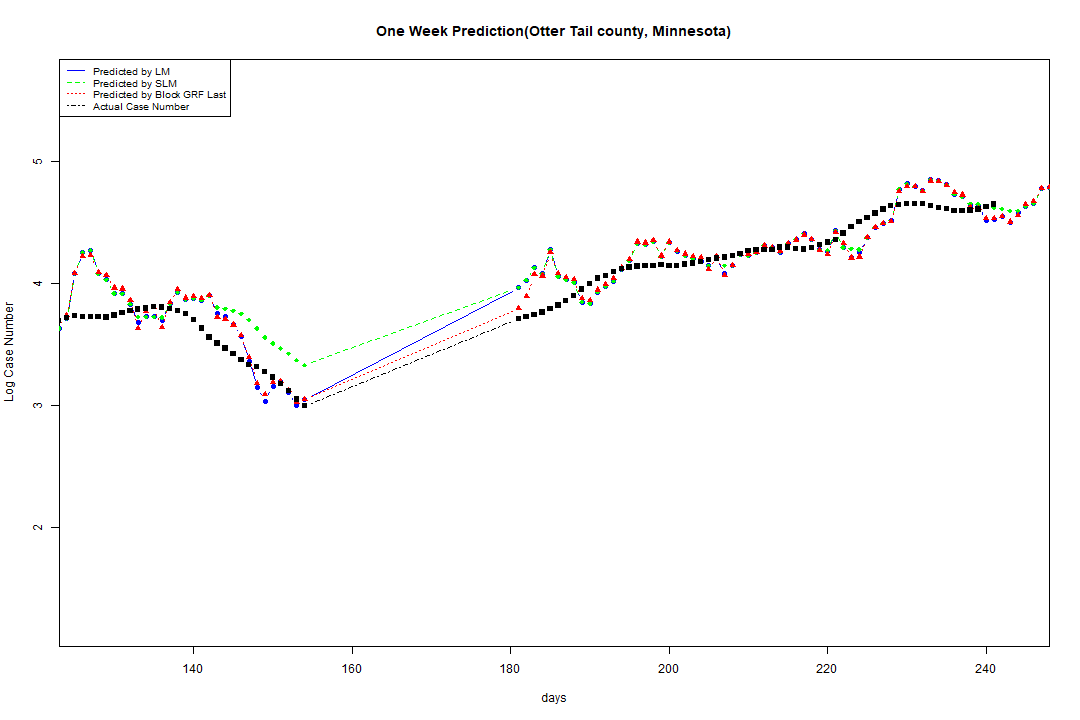 One Week Prediction(Otter Tail county, Minnesota)
Predicted by LM
Predicted by SLM
Predicted by Block GRF Last
Actual Case Number
5
4
3
2
Log Case Number
140 160 180 200 220 240
days